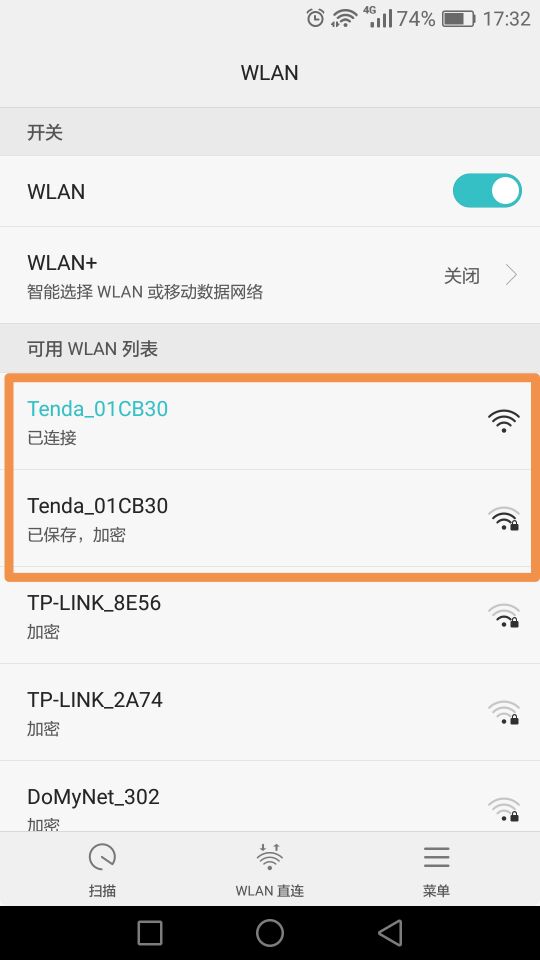 4G 74% 17:32
WLAN
开关
WLAN
WLAN+
智能选择 WLAN 或移动数据网络
关闭
可用 WLAN 列表
Tenda_01CB30
已连接
Tenda_01CB30
已保存，加密
TP-LINK_8E56
加密
TP-LINK_2A74
加密
DoMyNet_302
加密
扫描 WLAN 直连 菜单